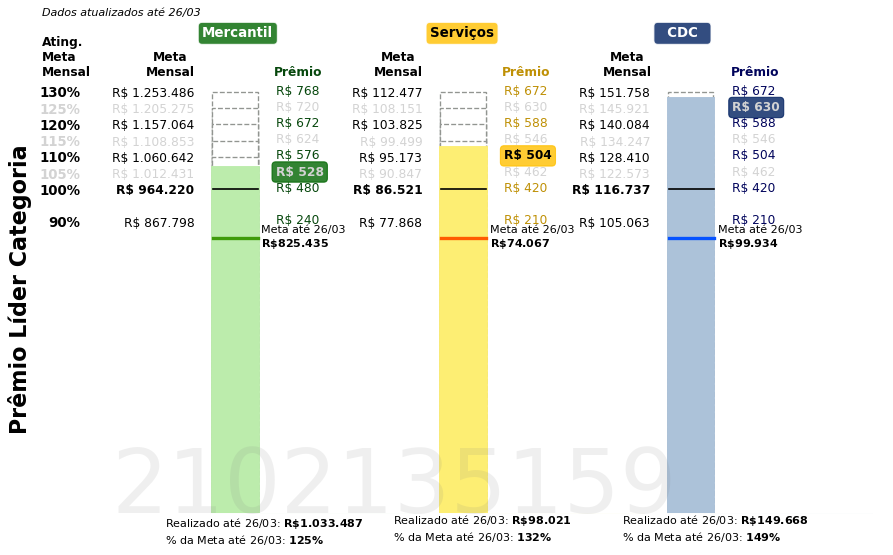 Dados atualizados até 26/03
Mercantil Serviços CDC
Ating. Meta Mensal Meta Mensal Prêmio Meta Mensal Prêmio Meta Mensal Prêmio
130% R$ 1.253.486 R$ 768 R$ 112.477 R$ 672 R$ 151.758 R$ 672
125% R$ 1.205.275 R$ 720 R$ 108.151 R$ 630 R$ 145.921 R$ 630
120% R$ 1.157.064 R$ 672 R$ 103.825 R$ 588 R$ 140.084 R$ 588
115% R$ 1.108.853 R$ 624 R$ 99.499 R$ 546 R$ 134.247 R$ 546
110% R$ 1.060.642 R$ 576 R$ 95.173 R$ 504 R$ 128.410 R$ 504
105% R$ 1.012.431 R$ 528 R$ 90.847 R$ 462 R$ 122.573 R$ 462
100% R$ 964.220 R$ 480 R$ 86.521 R$ 420 R$ 116.737 R$ 420
90% R$ 867.798 R$ 240 R$ 77.868 R$ 210 R$ 105.063 R$ 210
Meta até 26/03 Meta até 26/03 Meta até 26/03
R$825.435 R$74.067 R$99.934
Prêmio Líder Categoria
2102135159
Realizado até 26/03: R$1.033.487 Realizado até 26/03: R$98.021 Realizado até 26/03: R$149.668
% da Meta até 26/03: 125% % da Meta até 26/03: 132% % da Meta até 26/03: 149%